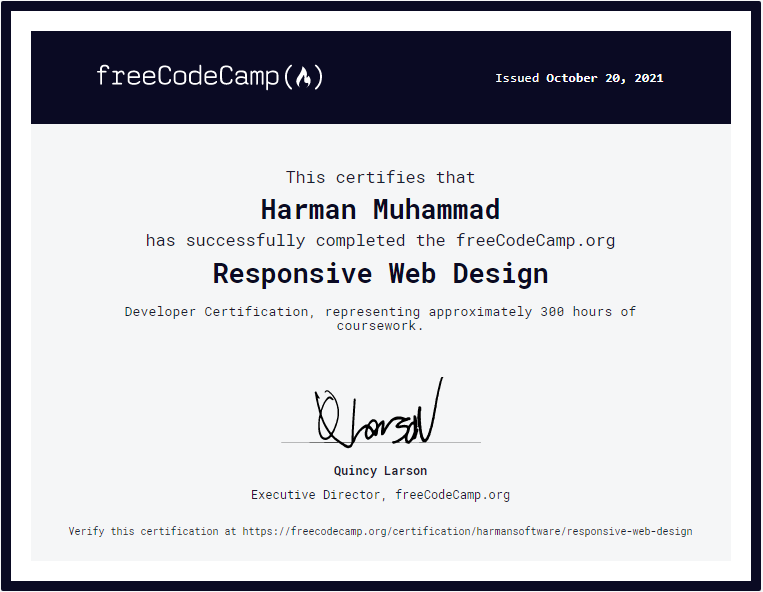 freeCodeCamp
Issued October 20, 2021
This certifies that
Harman Muhammad
has successfully completed the freeCodeCamp.org
Responsive Web Design
Developer Certification, representing approximately 300 hours of
coursework.
Q Larson
Quincy Larson
Executive Director, freeCodeCamp.org
Verify this certification at https://freecodecamp.org/certification/harmansoftware/responsive-web-design